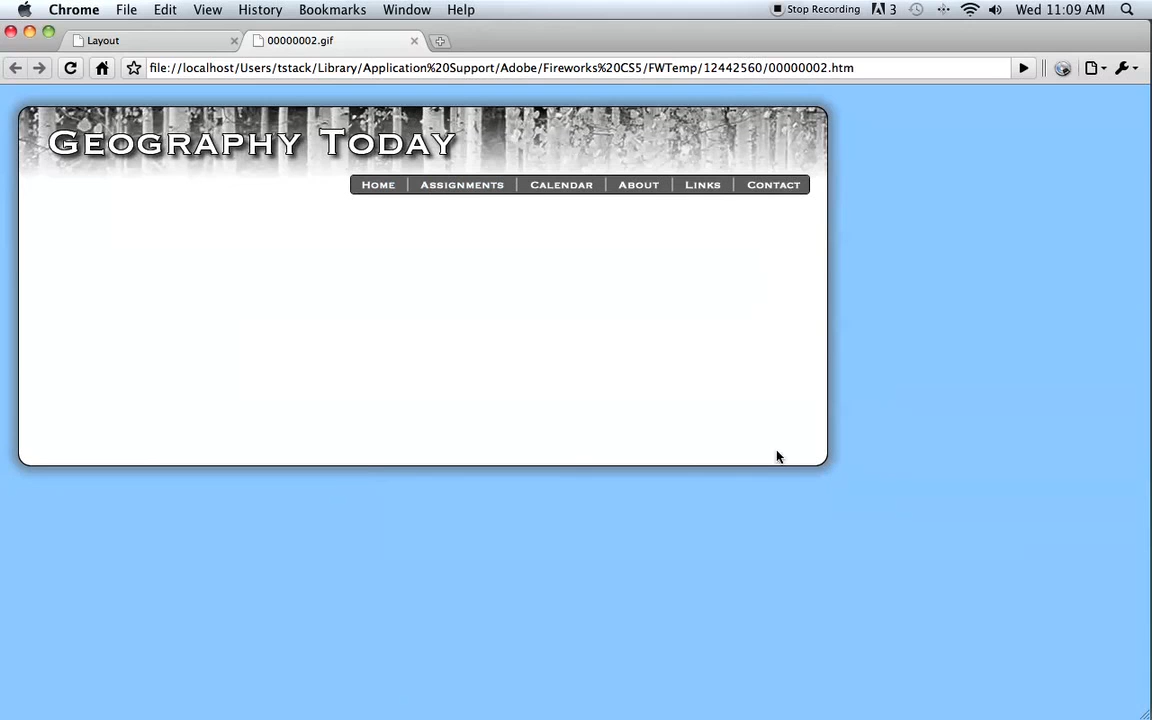 Chrome File Edit View History Bookmarks Window Help Stop Recording 3 Wed 11:09 AM
Layout 00000002.gif
file://localhost/Users/tstack/Library/Application%20Support/Adobe/Fireworks%20CS5/FWTemp/12442560/00000002.htm
Geography Today
Home Assignments Calendar About Links Contact